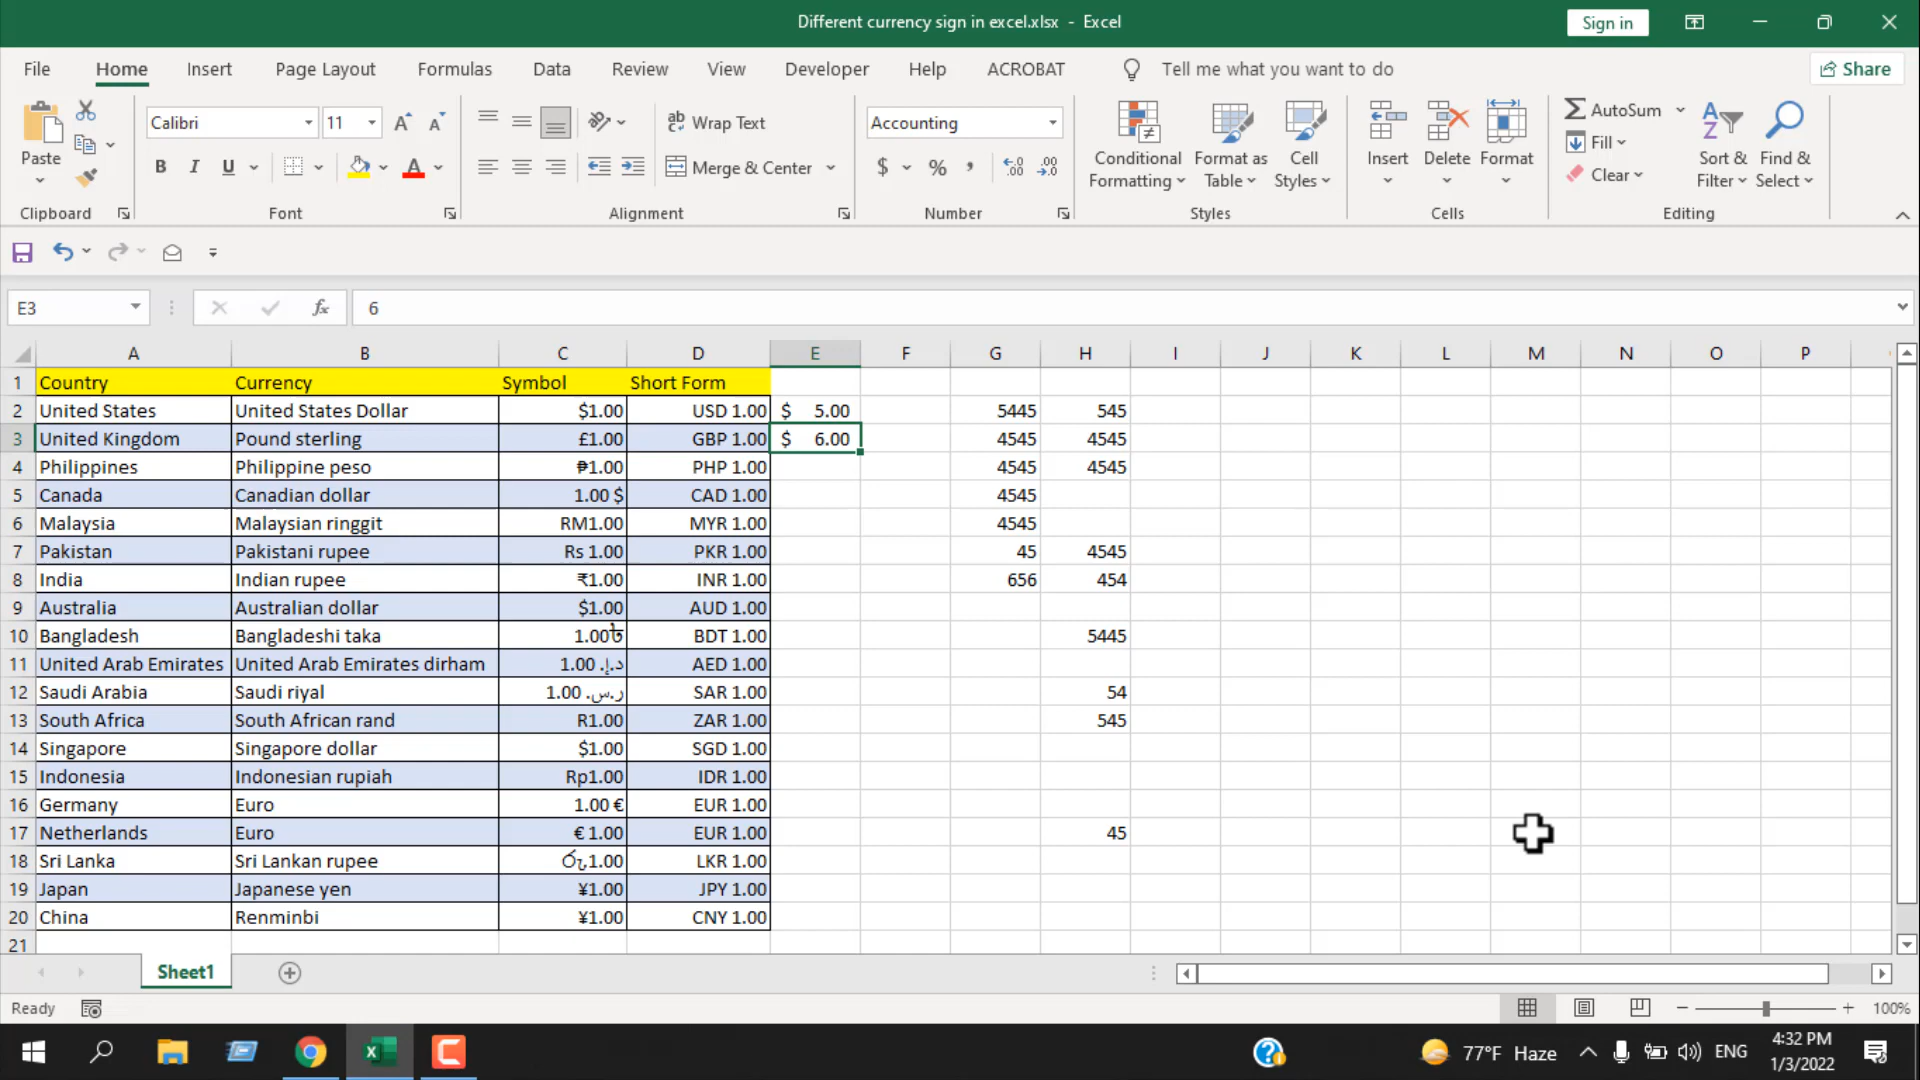 Different currency sign in excel.xlsx - Excel
Sign in
File Home Insert Page Layout Formulas Data Review View Developer Help ACROBAT Tell me what you want to do Share
Paste
Clipboard
Calibri 11
B I U
Font
ab Wrap Text
Merge & Center
Alignment
Accounting
$ % ,
Number
Conditional Formatting
Format as Table
Cell Styles
Styles
Insert Delete Format
Cells
AutoSum
Fill
Clear
Sort & Filter
Find & Select
Editing
E3 fx 6
A B C D E F G H I J K L M N O P
1 Country Currency Symbol Short Form
2 United States United States Dollar $1.00 USD 1.00 $ 5.00 5445 545
3 United Kingdom Pound sterling £1.00 GBP 1.00 $ 6.00 4545 4545
4 Philippines Philippine peso ₱1.00 PHP 1.00 4545 4545
5 Canada Canadian dollar 1.00 $ CAD 1.00 4545
6 Malaysia Malaysian ringgit RM1.00 MYR 1.00 4545
7 Pakistan Pakistani rupee Rs 1.00 PKR 1.00 45 4545
8 India Indian rupee ₹1.00 INR 1.00 656 454
9 Australia Australian dollar $1.00 AUD 1.00
10 Bangladesh Bangladeshi taka 1.00৳ BDT 1.00 5445
11 United Arab Emirates United Arab Emirates dirham د.إ. 1.00 AED 1.00
12 Saudi Arabia Saudi riyal ر.س. 1.00 SAR 1.00 54
13 South Africa South African rand R1.00 ZAR 1.00 545
14 Singapore Singapore dollar $1.00 SGD 1.00
15 Indonesia Indonesian rupiah Rp1.00 IDR 1.00
16 Germany Euro 1.00 € EUR 1.00
17 Netherlands Euro € 1.00 EUR 1.00 45
18 Sri Lanka Sri Lankan rupee රු.1.00 LKR 1.00
19 Japan Japanese yen ¥1.00 JPY 1.00
20 China Renminbi ¥1.00 CNY 1.00
21
Sheet1
Ready 100%
77°F Haze ENG 4:32 PM
1/3/2022